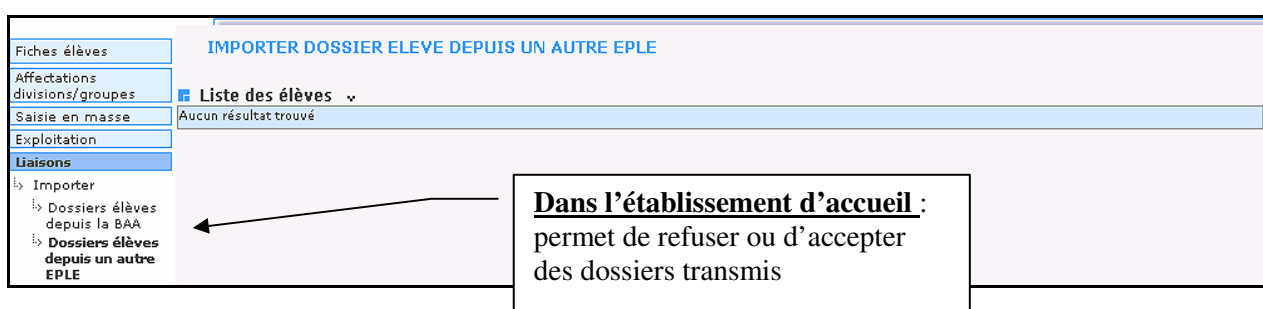 Fiches élèves
Affectations
divisions/groupes
Saisie en masse
Exploitation
Liaisons
Importer
Dossiers élèves
depuis la BAA
Dossiers élèves
depuis un autre
EPLE
IMPORTER DOSSIER ELEVE DEPUIS UN AUTRE EPLE
Liste des élèves
Aucun résultat trouvé
Dans l’établissement d’accueil :
permet de refuser ou d’accepter
des dossiers transmis